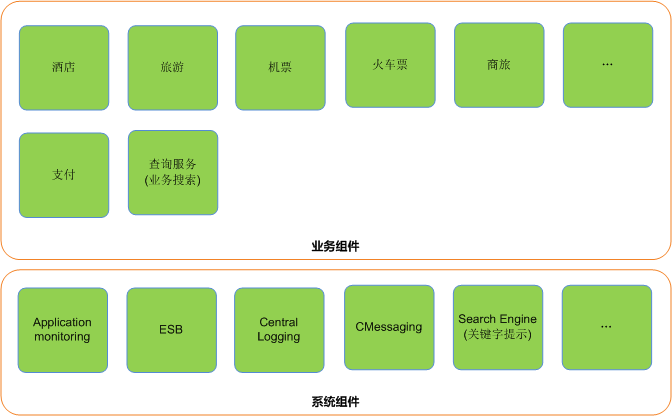 酒店
旅游
机票
火车票
商旅
…
支付
查询服务
(业务搜索)
业务组件
Application
monitoring
ESB
Central
Logging
CMessaging
Search Engine
(关键字提示)
…
系统组件